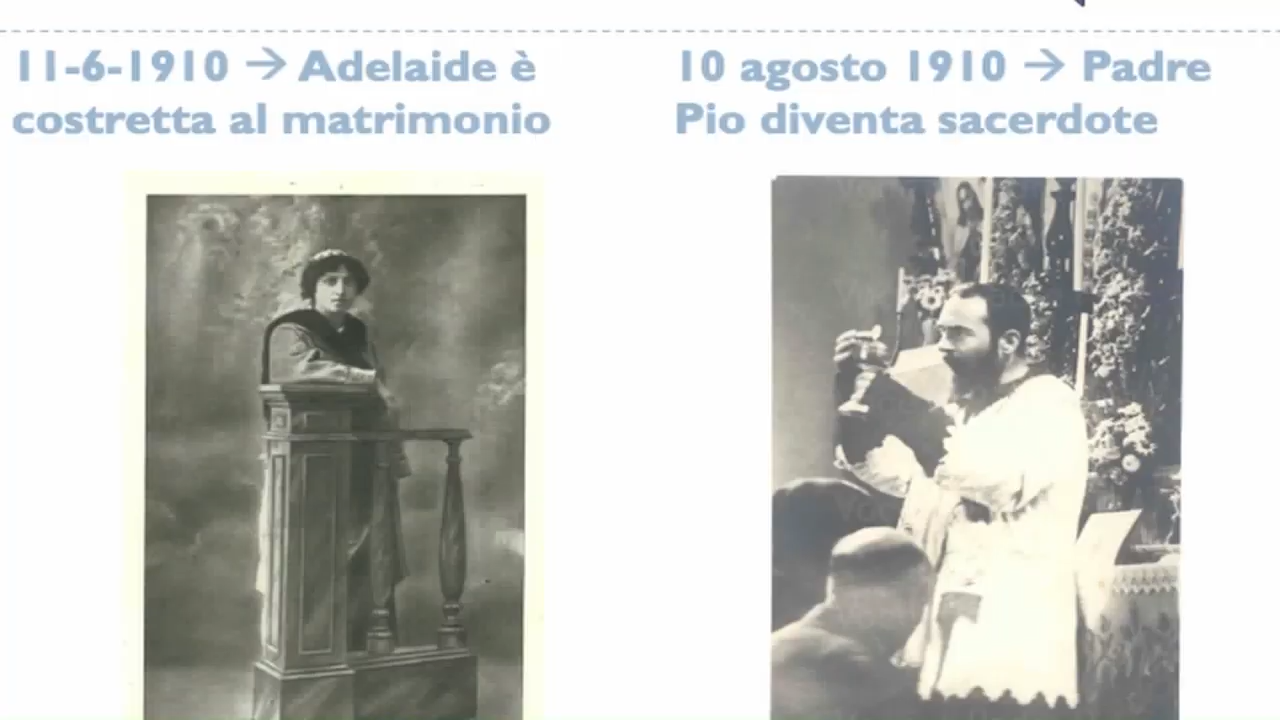 11-6-1910 → Adelaide è
costretta al matrimonio
10 agosto 1910 → Padre
Pio diventa sacerdote